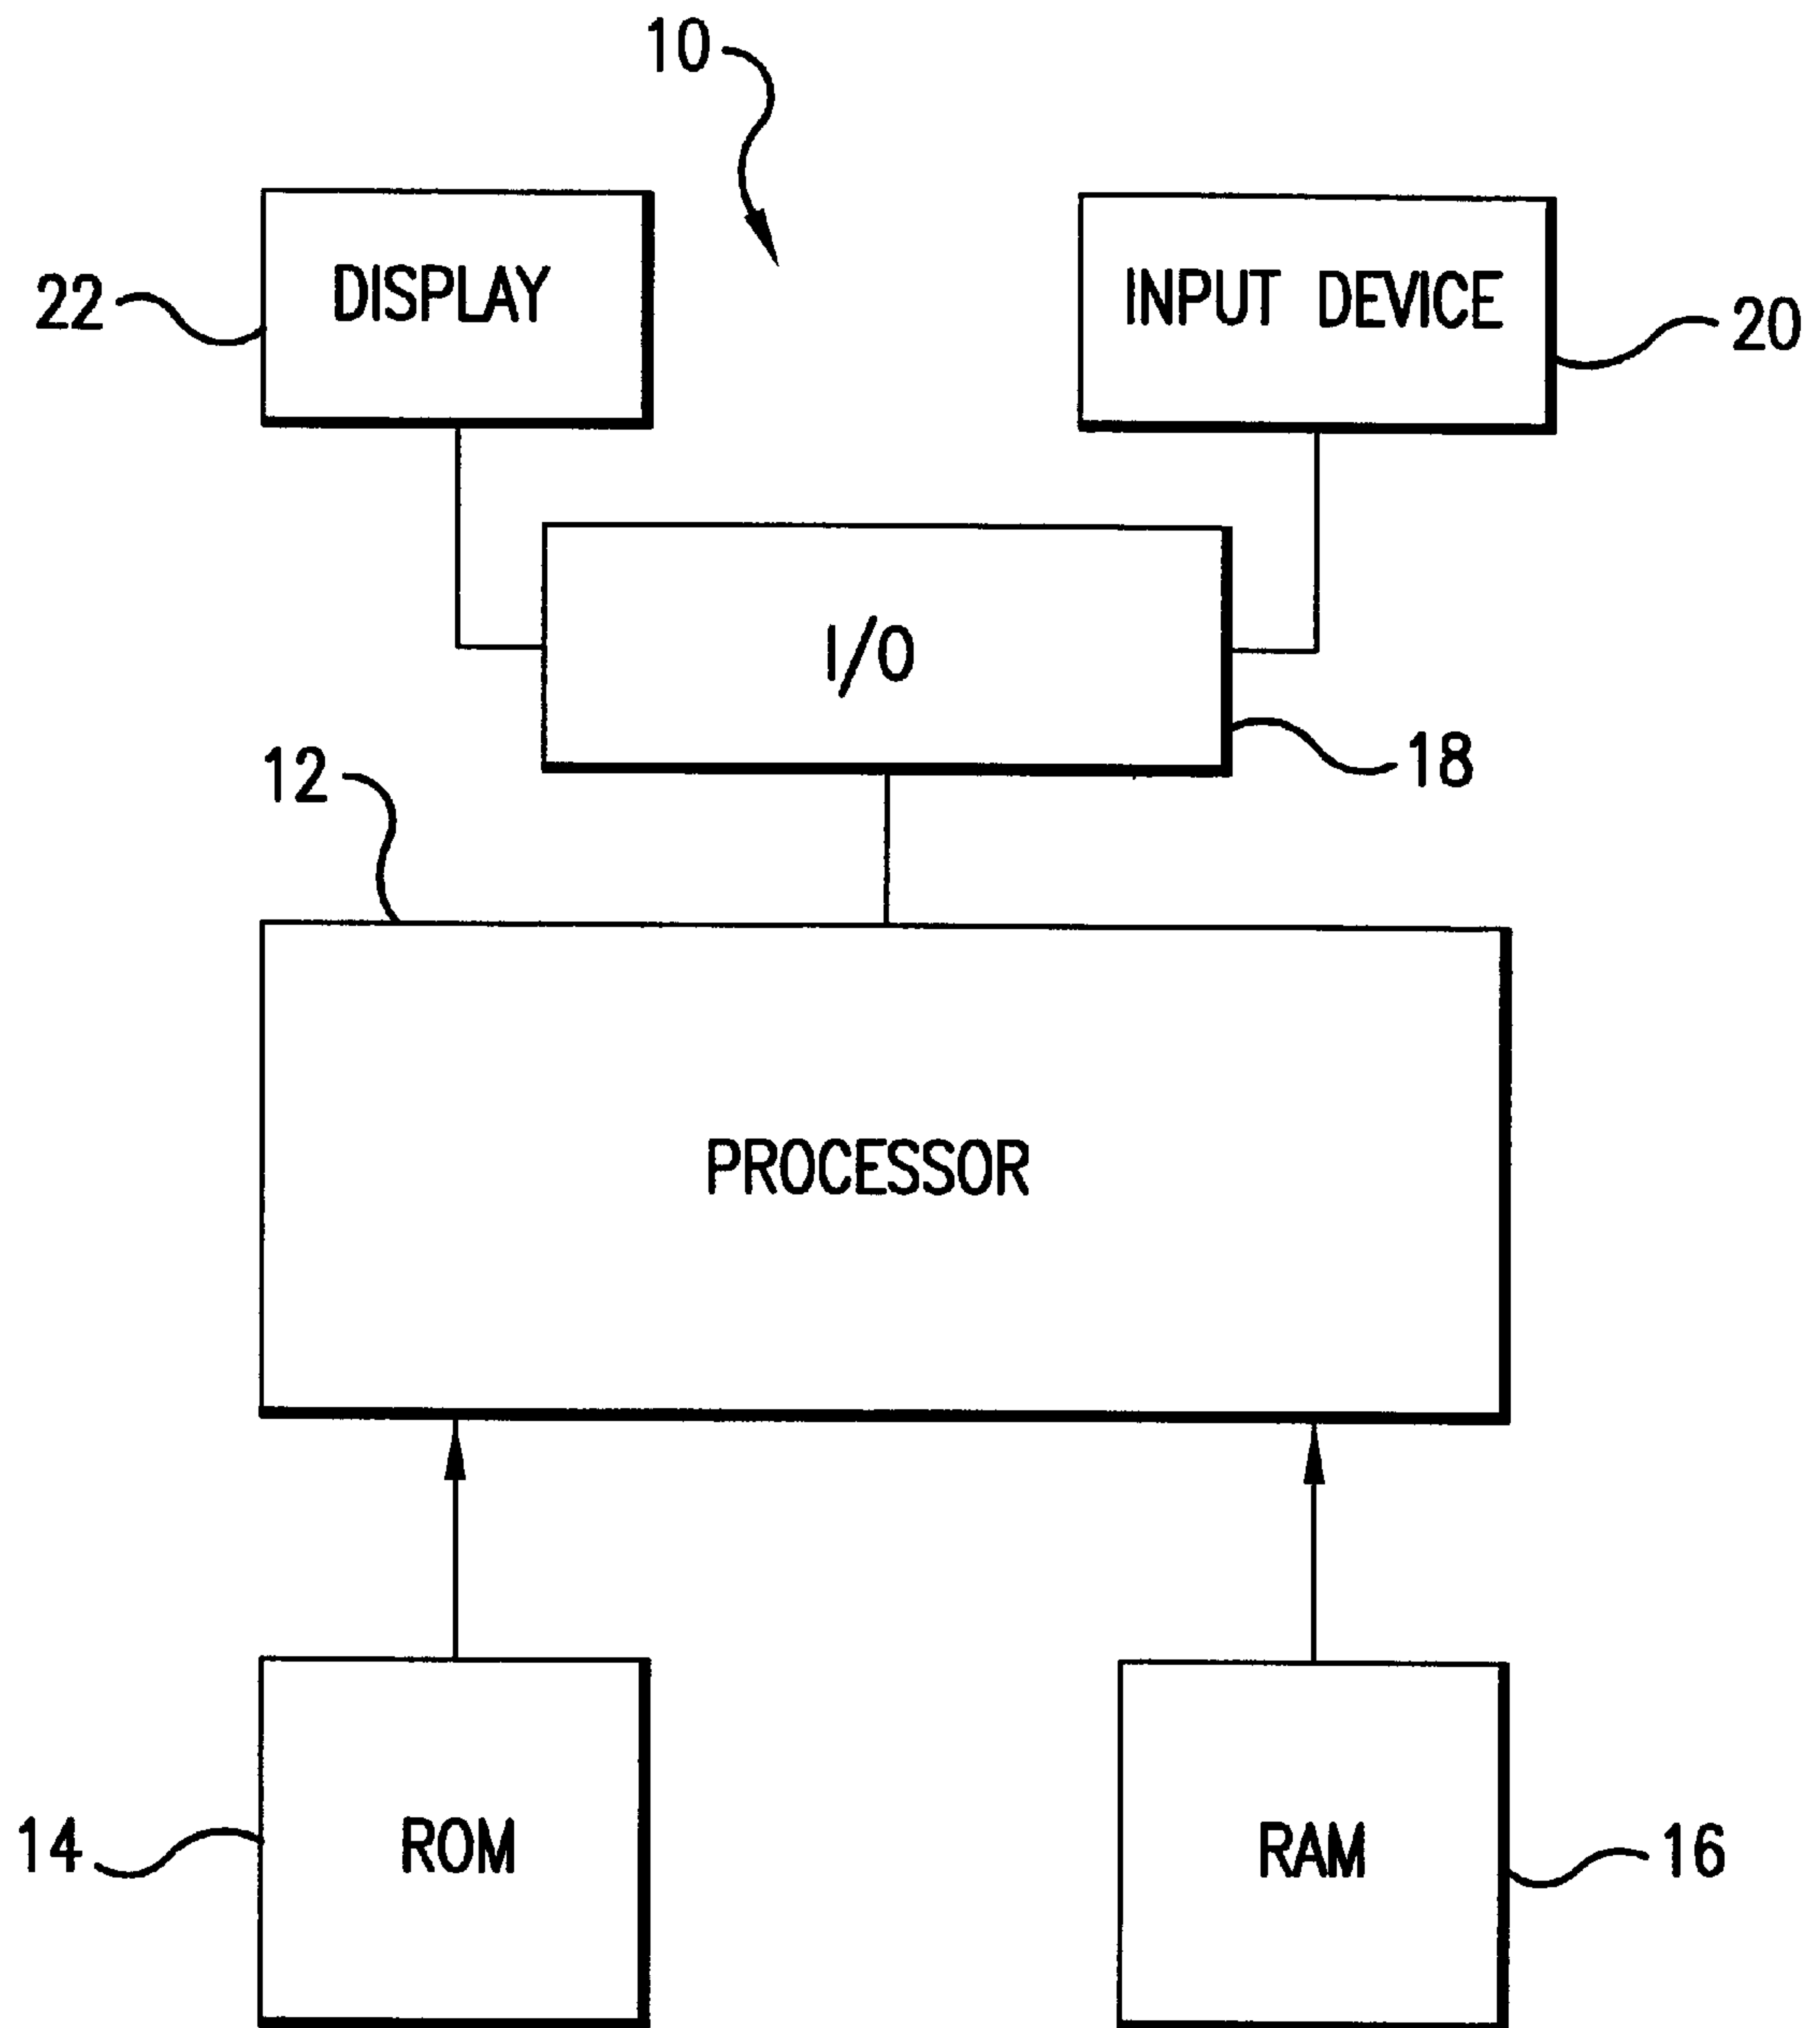 10
DISPLAY
INPUT DEVICE
22
20
I/O
12
18
PROCESSOR
14
ROM
RAM
16